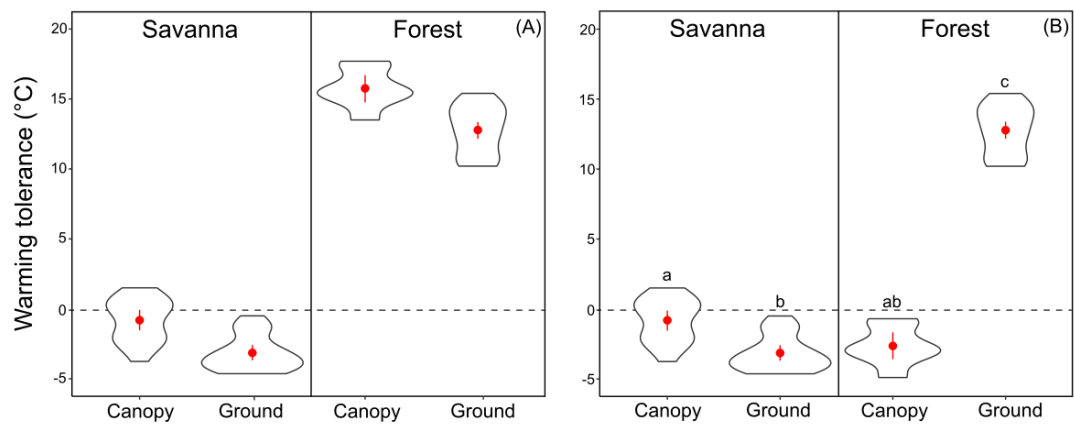 Savanna Forest (A)
20
15
10
5
0
-5
Warming tolerance (°C)
Canopy Ground Canopy Ground
Savanna Forest (B)
20
15
10
5
0
-5
a
b
ab
c
Canopy Ground Canopy Ground